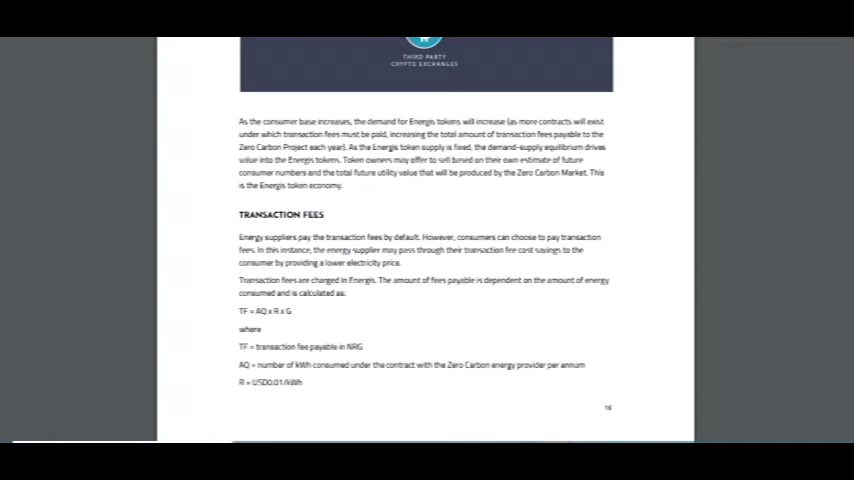 THIRD PARTY
CRYPTO EXCHANGES
As the consumer base increases, the demand for Energis tokens will increase (as more contracts will exist
under which transaction fees must be paid, increasing the total amount of transaction fees payable to the
Zero Carbon Project each year). As the Energis token supply is fixed, the demand-supply equilibrium drives
value into the Energis tokens. Token owners may offer to sell based on their own estimate of future
consumer numbers and the total future utility value that will be produced by the Zero Carbon Market. This
is the Energis token economy.
TRANSACTION FEES
Energy suppliers pay the transaction fees by default. However, consumers can choose to pay transaction
fees. In this instance, the energy supplier may pass through their transaction fee cost savings to the
consumer by providing a lower electricity price.
Transaction fees are charged in Energis. The amount of fees payable is dependent on the amount of energy
consumed and is calculated as:
TF = AQ x R x G
where
TF = transaction fee payable in NRG
AQ = number of kWh consumed under the contract with the Zero Carbon energy provider per annum
R = USD0.01/kWh
16